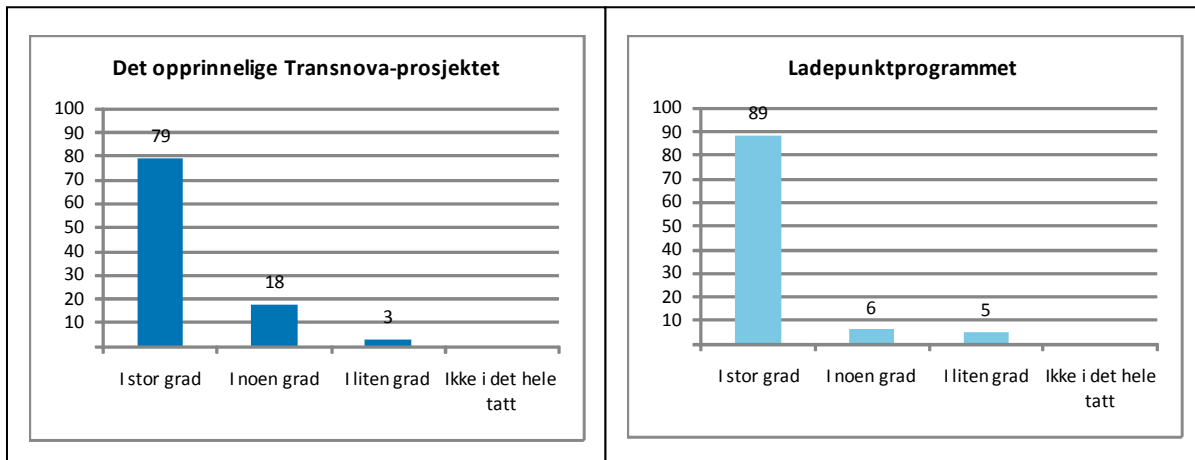 Det opprinnelige Transnova-prosjektet
100
90
80
70
60
50
40
30
20
10
79
18
3
I stor grad
I noen grad
I liten grad
Ikke i det hele
tatt
Ladepunktprogrammet
100
90
80
70
60
50
40
30
20
10
89
6
5
I stor grad
I noen grad
I liten grad
Ikke i det hele
tatt